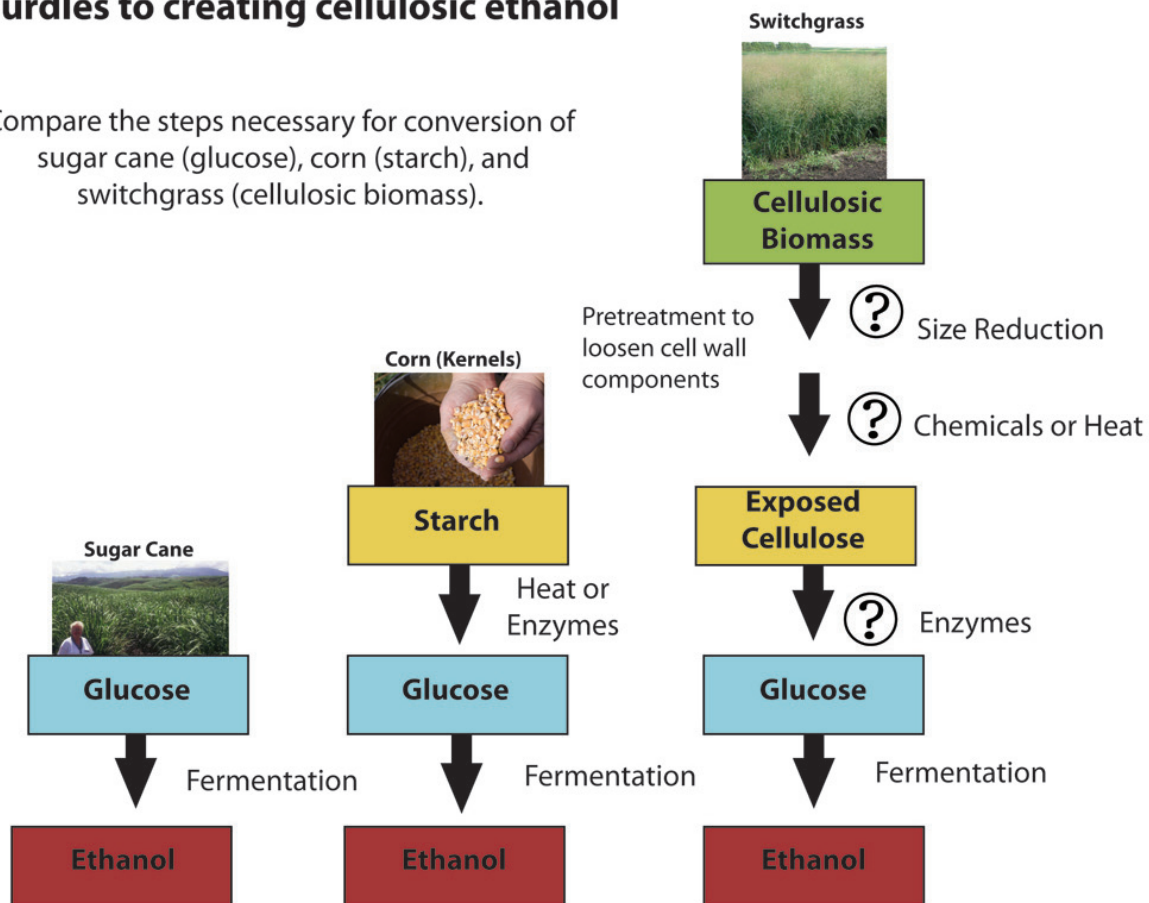 urdles to creating cellulosic ethanol
Compare the steps necessary for conversion of
sugar cane (glucose), corn (starch), and
switchgrass (cellulosic biomass).
Switchgrass
Cellulosic
Biomass
Pretreatment to
loosen cell wall
components
?
Size Reduction
?
Chemicals or Heat
Corn (Kernels)
Starch
Exposed
Cellulose
Heat or
Enzymes
?
Enzymes
Sugar Cane
Glucose
Glucose
Glucose
Fermentation
Fermentation
Fermentation
Ethanol
Ethanol
Ethanol